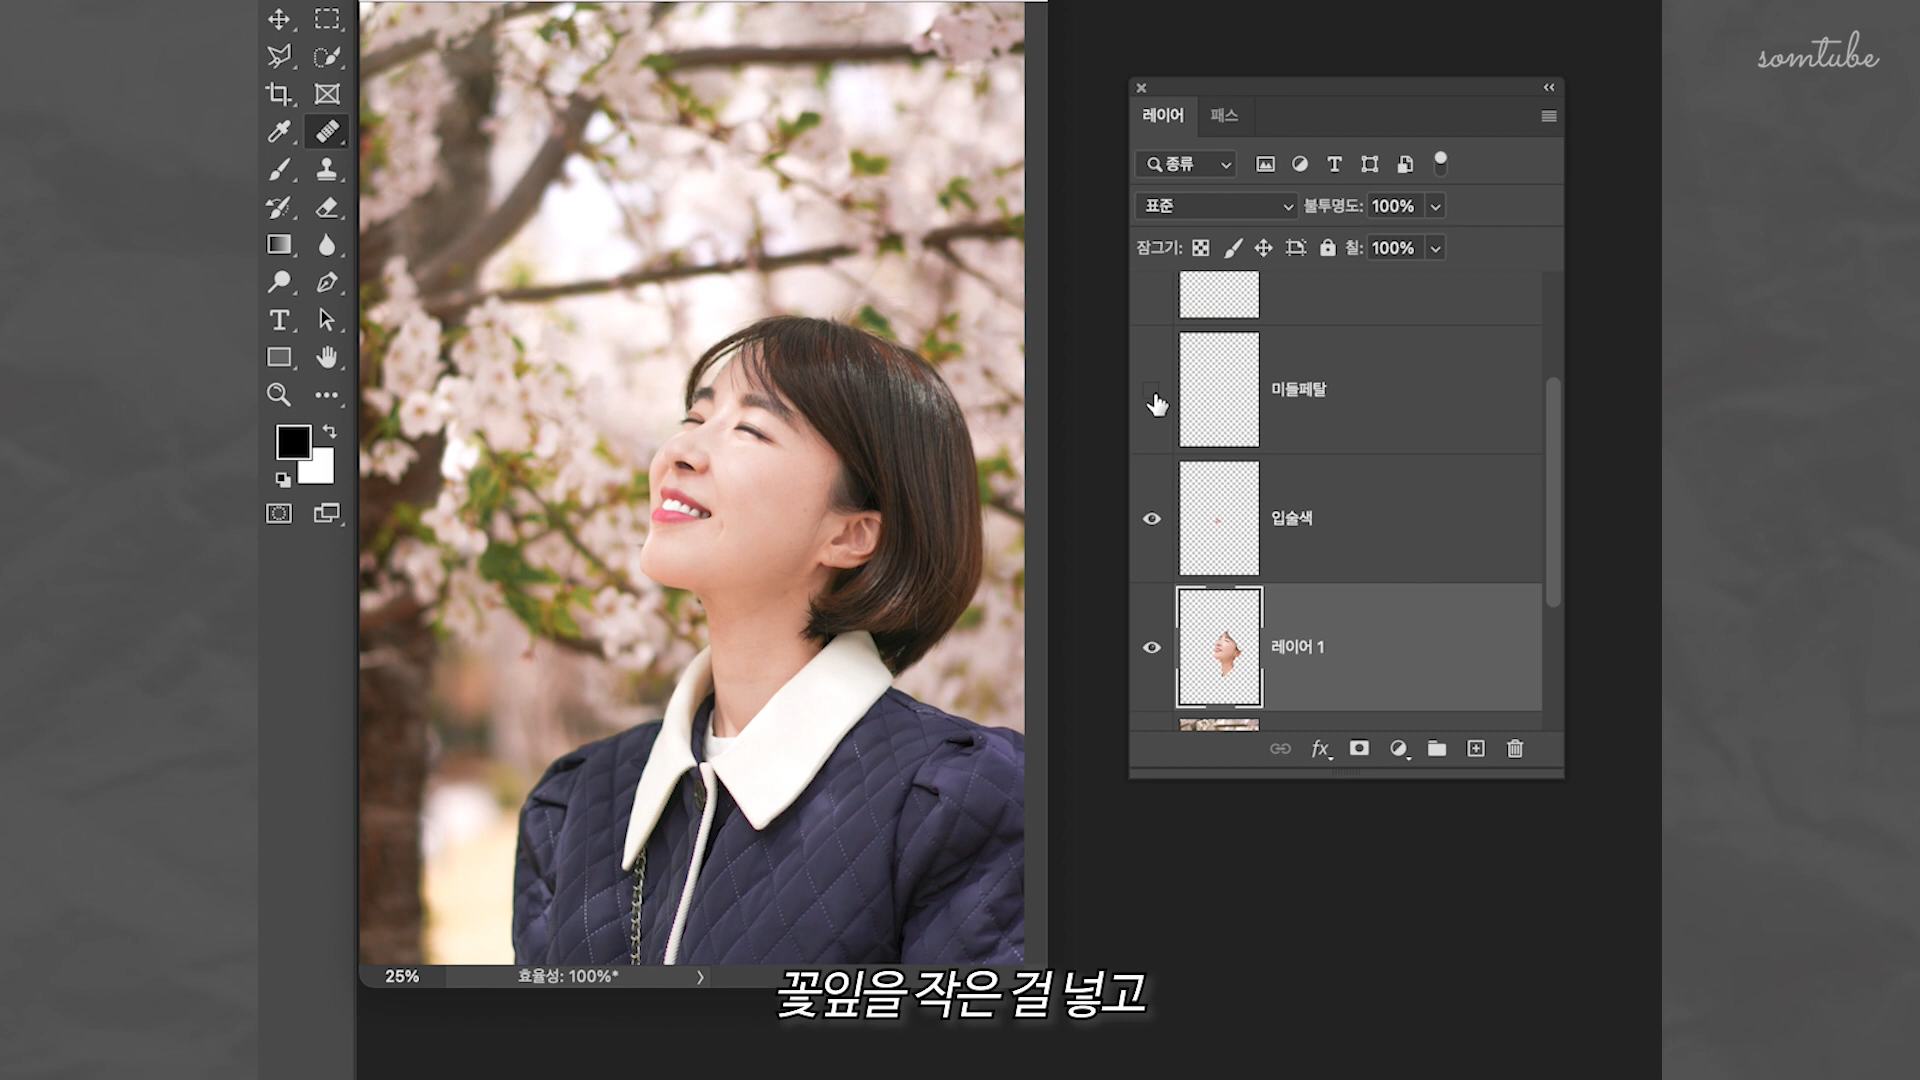 somtube
레이어 패스
종류
표준 불투명도: 100%
잠그기: 칠: 100%
미들페탈
입술색
레이어 1
fx
25% 효율성: 100%*
꽃잎을 작은 걸 넣고